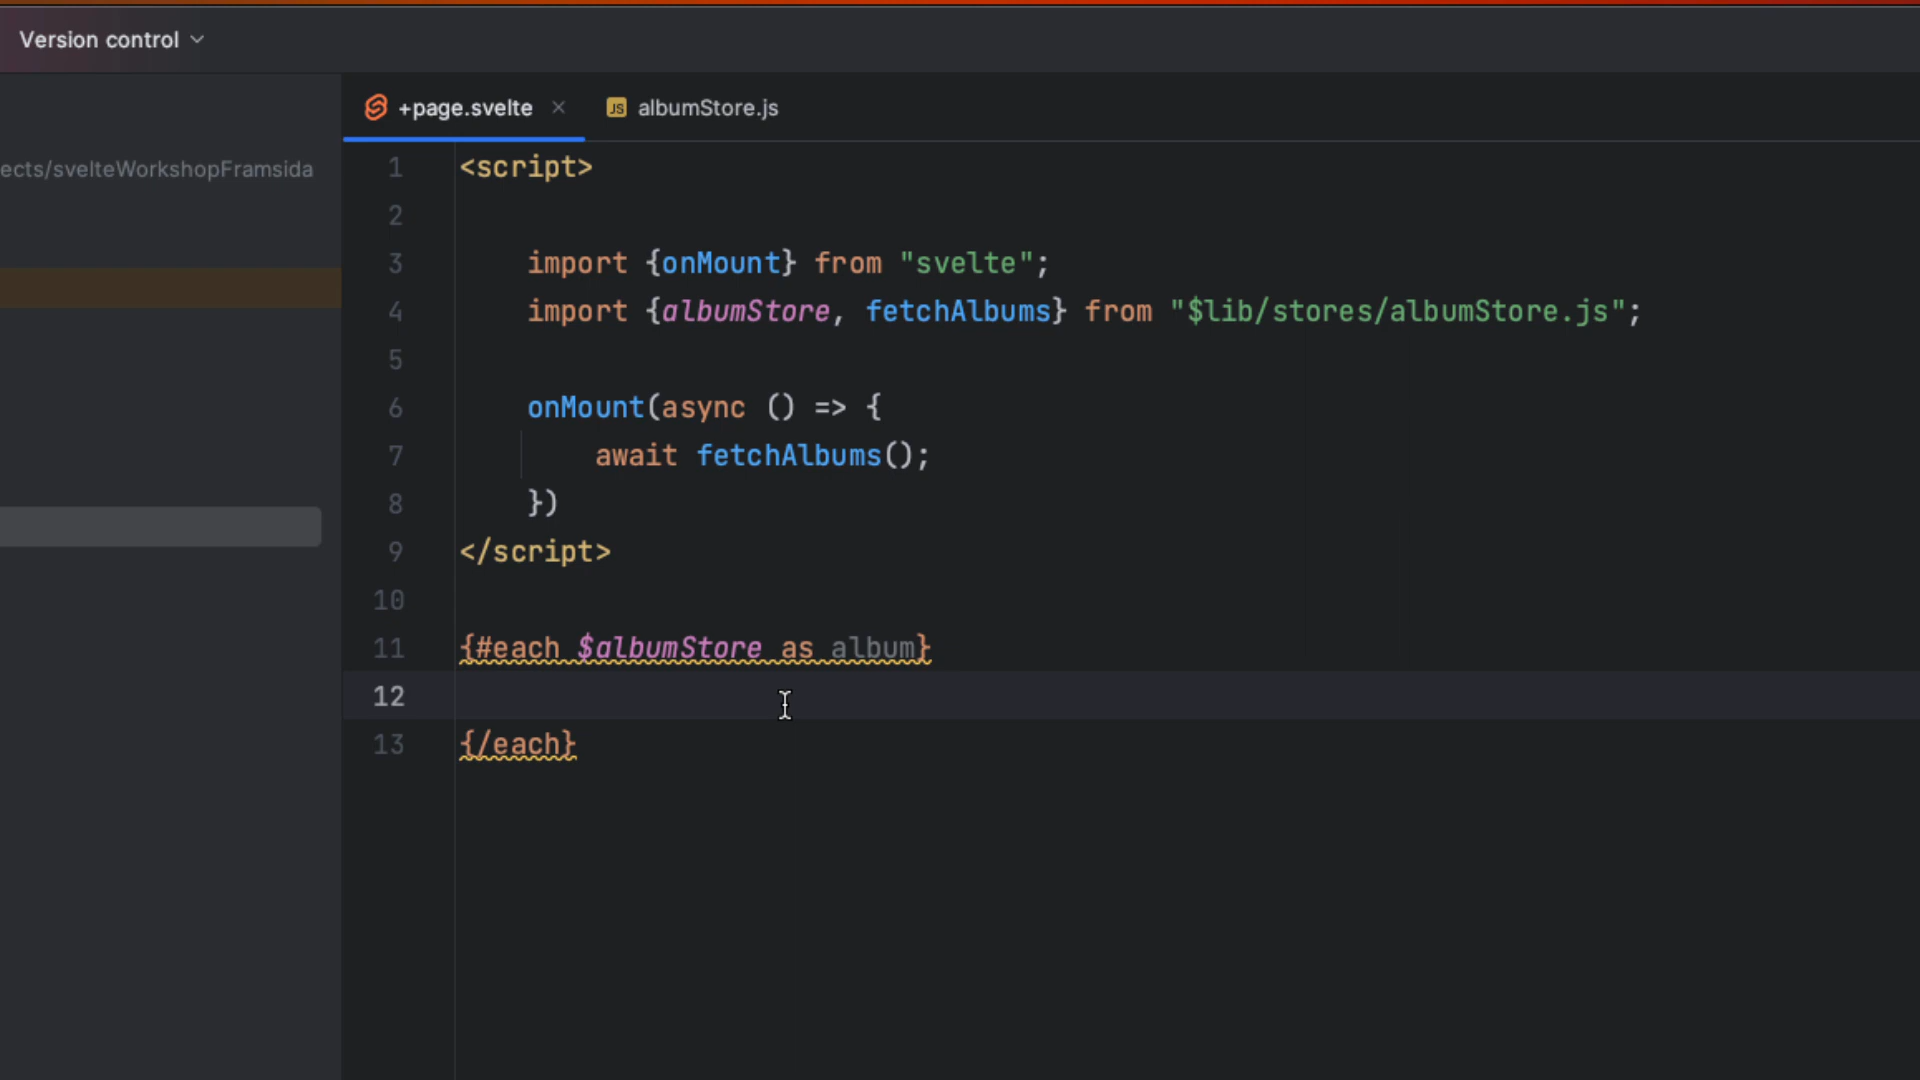 Version control
+page.svelte
JS albumStore.js
ects/svelteWorkshopFramsida
1 <script>
2
3 import {onMount} from "svelte";
4 import {albumStore, fetchAlbums} from "$lib/stores/albumStore.js";
5
6 onMount(async () => {
7 await fetchAlbums();
8 })
9 </script>
10
11 {#each $albumStore as album}
12
13 {/each}